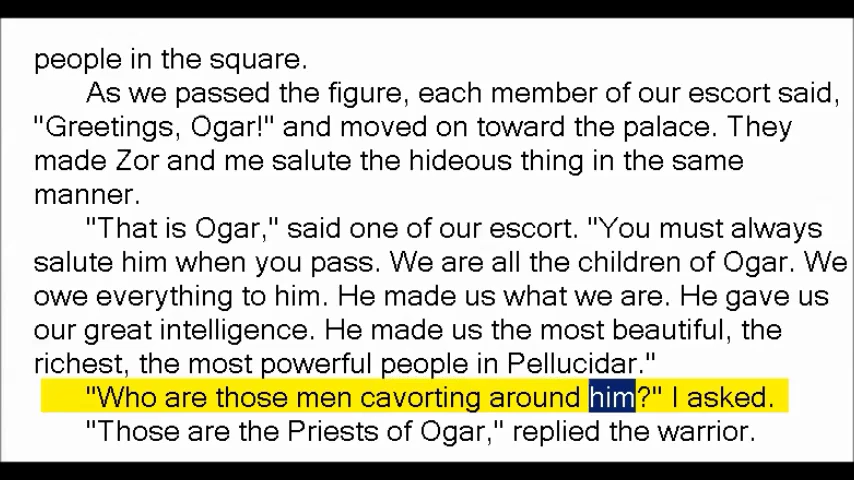 people in the square.
As we passed the figure, each member of our escort said,
"Greetings, Ogar!" and moved on toward the palace. They
made Zor and me salute the hideous thing in the same
manner.
"That is Ogar," said one of our escort. "You must always
salute him when you pass. We are all the children of Ogar. We
owe everything to him. He made us what we are. He gave us
our great intelligence. He made us the most beautiful, the
richest, the most powerful people in Pellucidar."
"Who are those men cavorting around him?" I asked.
"Those are the Priests of Ogar," replied the warrior.